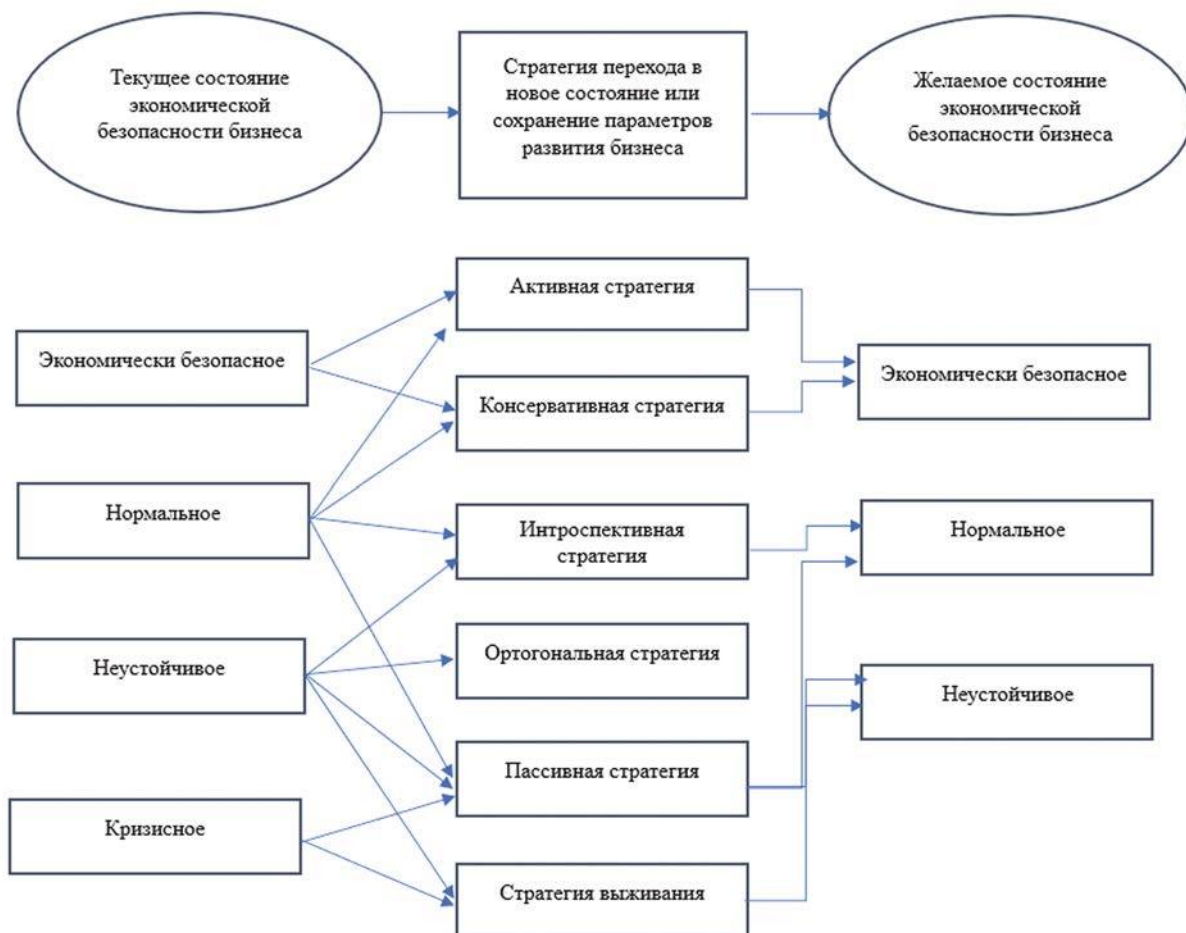 Текущее состояние
экономической
безопасности бизнеса
Стратегия перехода в
новое состояние или
сохранение параметров
развития бизнеса
Желаемое состояние
экономической
безопасности бизнеса
Экономически безопасное
Нормальное
Неустойчивое
Кризисное
Активная стратегия
Консервативная стратегия
Интроспективная
стратегия
Ортогональная стратегия
Пассивная стратегия
Стратегия выживания
Экономически безопасное
Нормальное
Неустойчивое